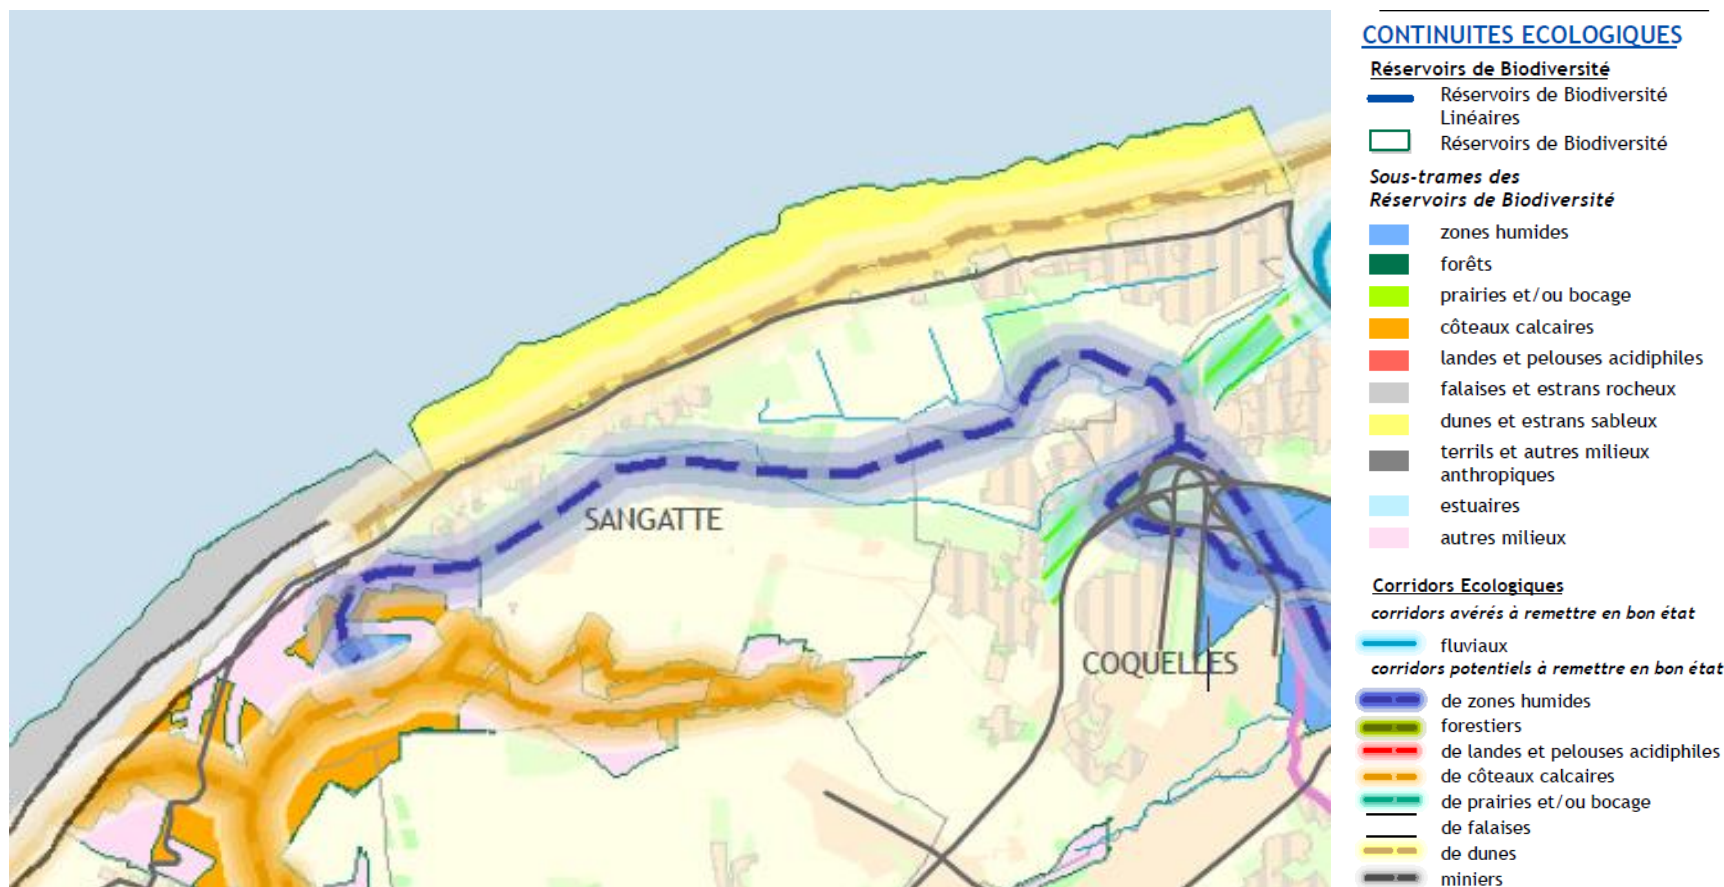 CONTINUITES ECOLOGIQUES
Réservoirs de Biodiversité
Réservoirs de Biodiversité
Linéaires
Réservoirs de Biodiversité
Sous-trames des
Réservoirs de Biodiversité
zones humides
forêts
prairies et/ou bocage
côteaux calcaires
landes et pelouses acidiphiles
falaises et estrans rocheux
dunes et estrans sableux
terrils et autres milieux
anthropiques
estuaires
autres milieux
Corridors Ecologiques
corridors avérés à remettre en bon état
fluviaux
corridors potentiels à remettre en bon état
de zones humides
forestiers
de landes et pelouses acidiphiles
de côteaux calcaires
de prairies et/ou bocage
de falaises
de dunes
miniers
SANGATTE
COQUELLES